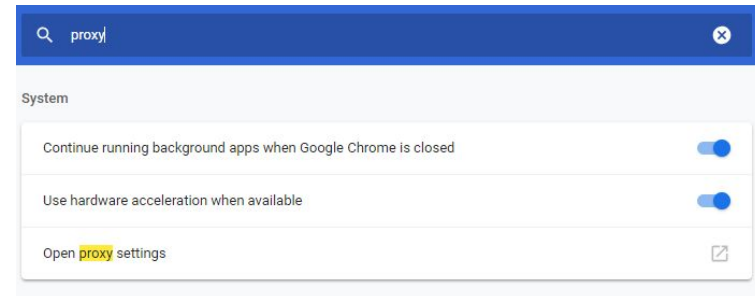 proxy
System
Continue running background apps when Google Chrome is closed
Use hardware acceleration when available
Open proxy settings